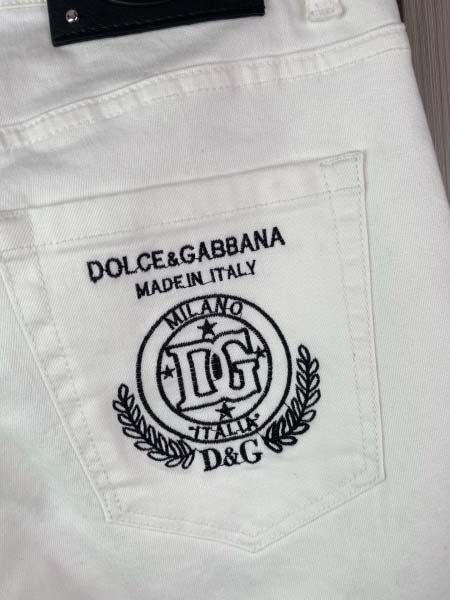 DOLCE&GABBANA
MADE IN ITALY
MILANO
DG
ITALIA
D&G